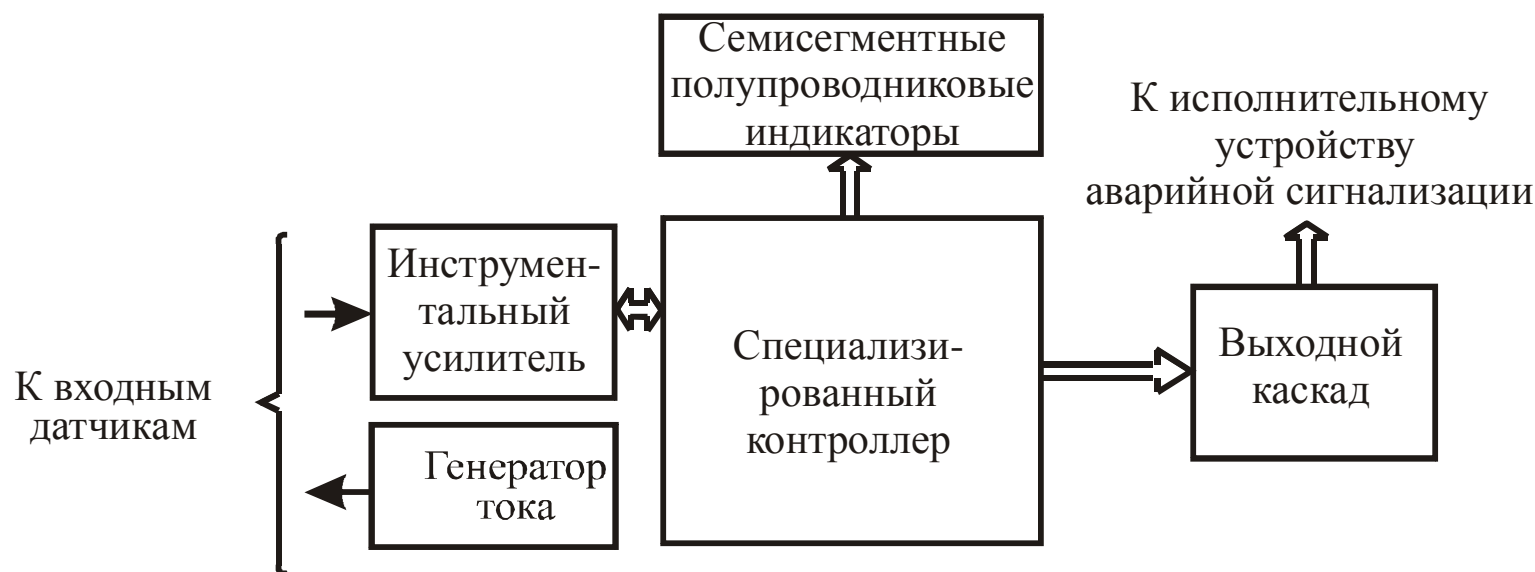 Семисегментные
полупроводниковые
индикаторы
К исполнительному
устройству
аварийной сигнализации
Инструмен-
тальный
усилитель
Специализи-
рованный
контроллер
Выходной
каскад
К входным
датчикам
Генератор
тока